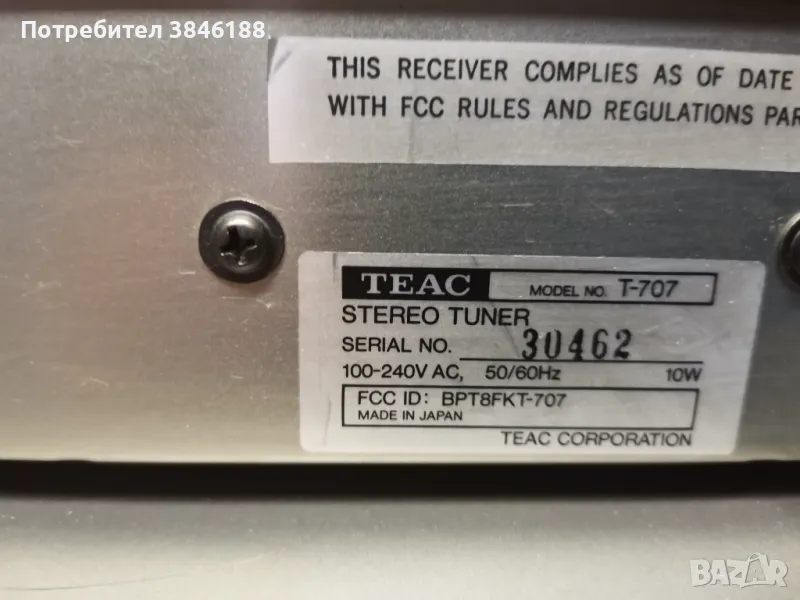 Потребител 3846188.
THIS RECEIVER COMPLIES AS OF DATE
WITH FCC RULES AND REGULATIONS PAR
TEAC MODEL NO. T-707
STEREO TUNER
SERIAL NO. 30462
100-240V AC, 50/60Hz 10W
FCC ID: BPT8FKT-707
MADE IN JAPAN
TEAC CORPORATION
BAZAR